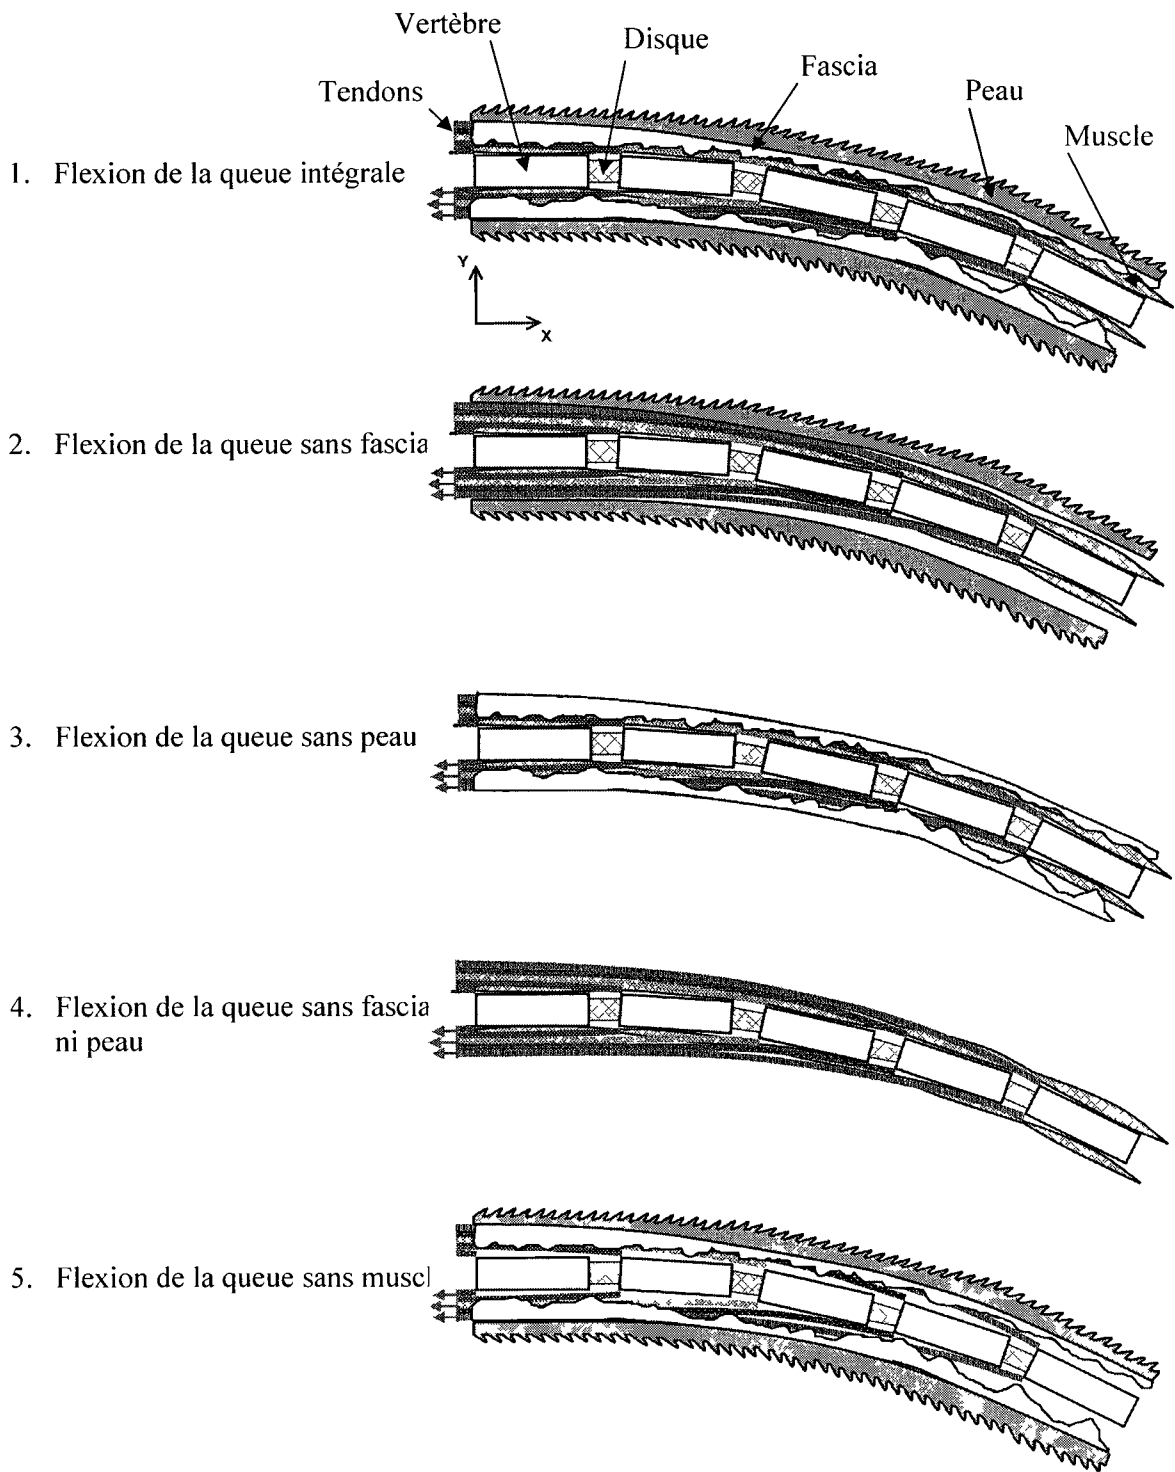 Vertèbre
Disque
Fascia
Tendons
Peau
Muscle
1. Flexion de la queue intégrale
Y
X
2. Flexion de la queue sans fascia
3. Flexion de la queue sans peau
4. Flexion de la queue sans fascia
ni peau
5. Flexion de la queue sans muscl